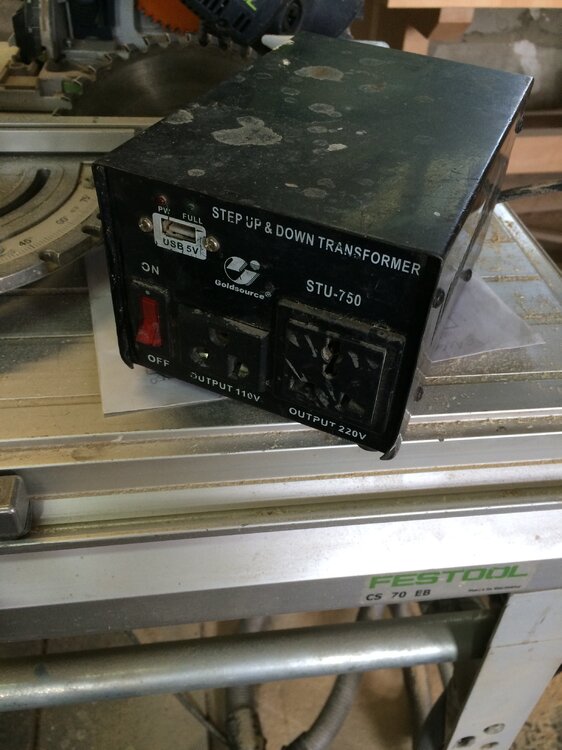 PW FULL
USB 5V
STEP UP & DOWN TRANSFORMER
Goldsource®
STU-750
ON
OFF
OUTPUT 110V
OUTPUT 220V
FESTOOL
CS 70 EB